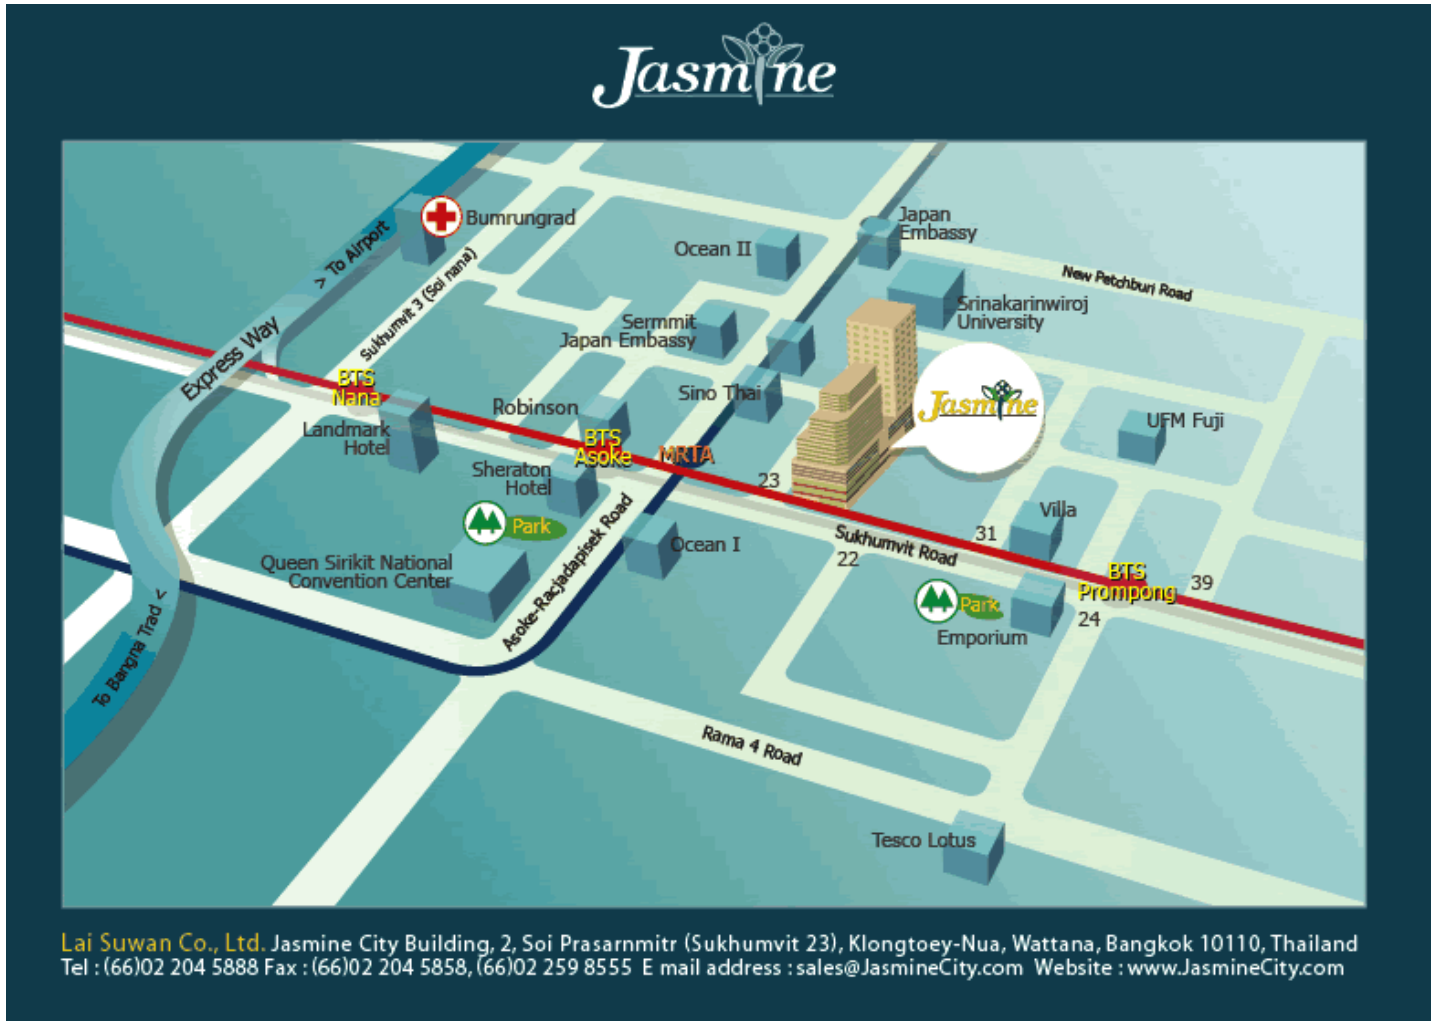 Jasmine
Bumrungrad
> To Airport
Sukhumvit 3 (Soi nana)
Express Way
Japan
Embassy
Ocean II
New Petchburi Road
Srinakarinwiroj
University
Sermmit
Japan Embassy
BTS
Nana
Sino Thai
Jasmine
Robinson
UFM Fuji
Landmark
Hotel
BTS
Asoke
MRTA
Sheraton
Hotel
23
Park
Asoke-Racjadapisek Road
Ocean I
Villa
31
Sukhumvit Road
22
Queen Sirikit National
Convention Center
BTS
Prompong
39
Park
24
Emporium
To Bangna Trad <
Rama 4 Road
Tesco Lotus
Lai Suwan Co., Ltd. Jasmine City Building, 2, Soi Prasarnmitr (Sukhumvit 23), Klongtoey-Nua, Wattana, Bangkok 10110, Thailand
Tel : (66)02 204 5888 Fax : (66)02 204 5858, (66)02 259 8555 E mail address : sales@JasmineCity.com Website : www.JasmineCity.com